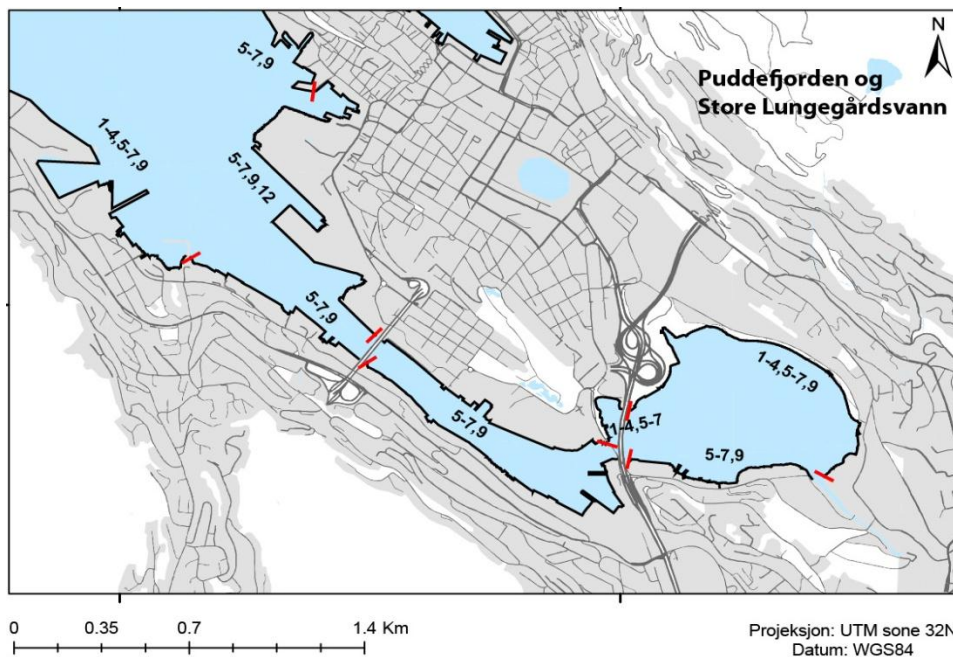 N
Puddefjorden og
Store Lungegårdsvann
5-7,9
1-4,5-7,9
5-7,9,12
5-7,9
5-7,9
1-4,5-7
5-7,9
1-4,5-7,9
0 0.35 0.7 1.4 Km
Projeksjon: UTM sone 32N
Datum: WGS84